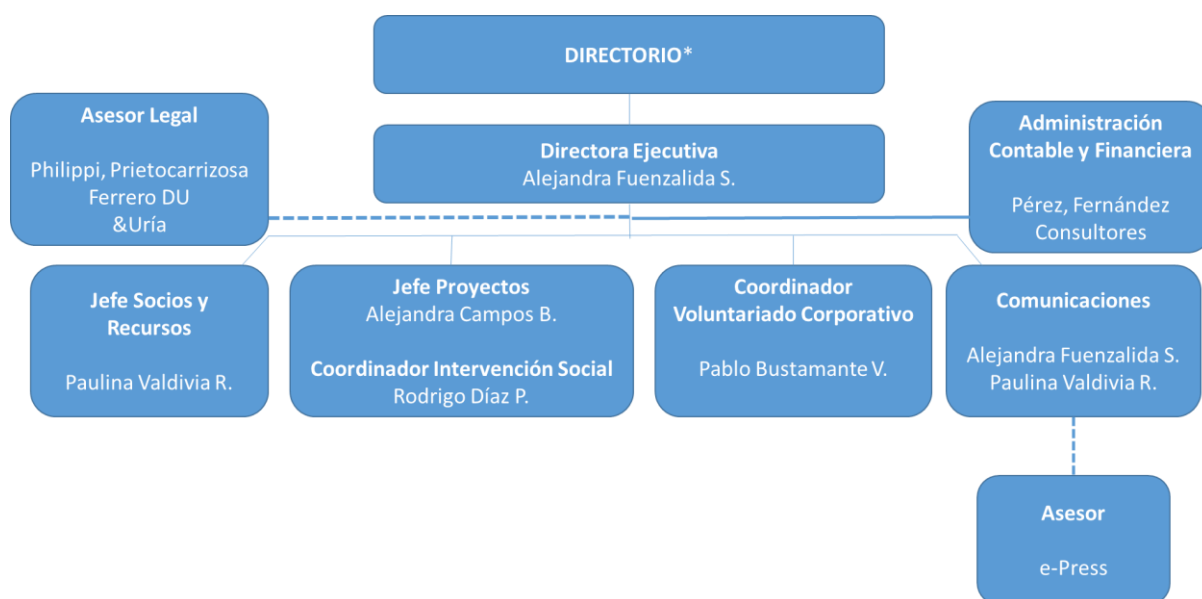 DIRECTORIO*
Asesor Legal
Philippi, Prietocarrizosa
Ferrero DU
&Uría
Directora Ejecutiva
Alejandra Fuenzalida S.
Administración
Contable y Financiera
Pérez, Fernández
Consultores
Jefe Socios y
Recursos
Paulina Valdivia R.
Jefe Proyectos
Alejandra Campos B.
Coordinador Intervención Social
Rodrigo Díaz P.
Coordinador
Voluntariado Corporativo
Pablo Bustamante V.
Comunicaciones
Alejandra Fuenzalida S.
Paulina Valdivia R.
Asesor
e-Press